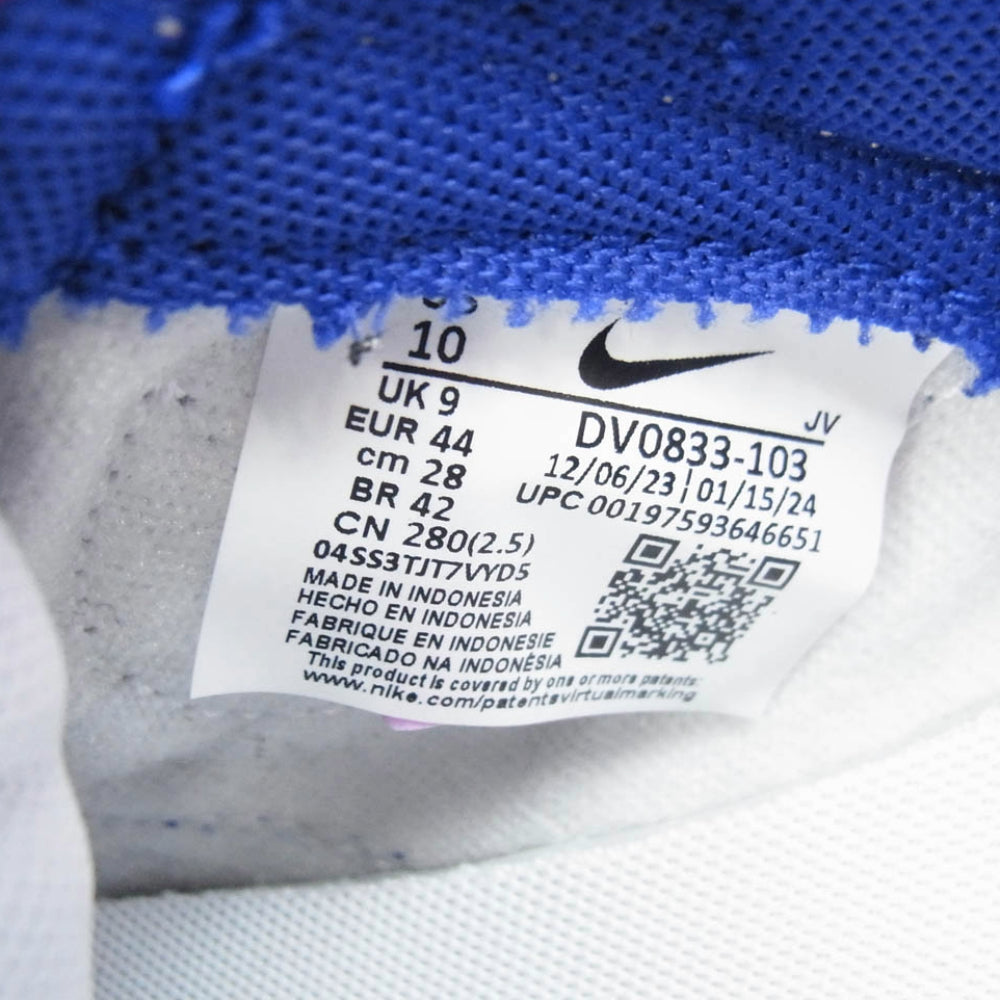 10
UK 9
EUR 44
cm 28
BR 42
CN 280(2.5)
04SS3TJT7VYD5
MADE IN INDONESIA
HECHO EN INDONESIA
FABRIQUE EN INDONESIE
FABRICADO NA INDONÉSIA
This product is covered by one or more patents:
www.nike.com/patentsvirtualmarking
JV
DV0833-103
12/06/23|01/15/24
UPC 00197593646651